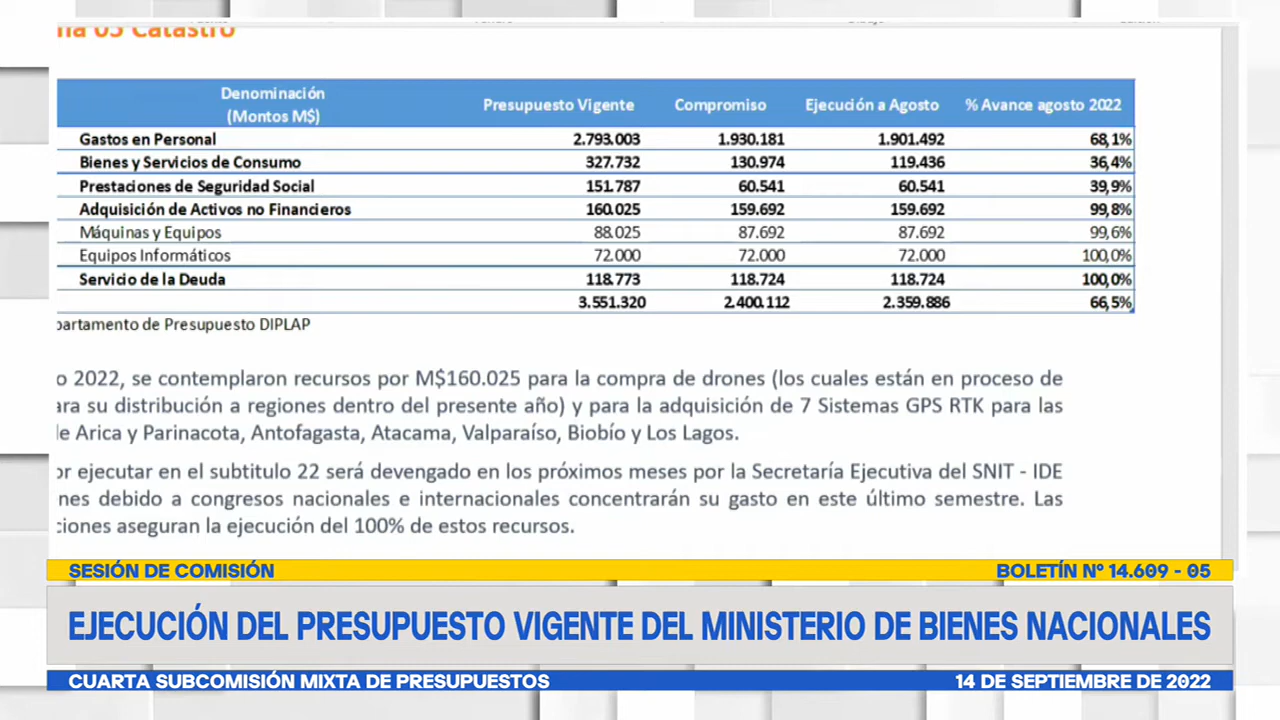 05 Catastro
Denominación
(Montos M$) Presupuesto Vigente Compromiso Ejecución a Agosto % Avance agosto 2022
Gastos en Personal 2.793.003 1.930.181 1.901.492 68,1%
Bienes y Servicios de Consumo 327.732 130.974 119.436 36,4%
Prestaciones de Seguridad Social 151.787 60.541 60.541 39,9%
Adquisición de Activos no Financieros 160.025 159.692 159.692 99,8%
Máquinas y Equipos 88.025 87.692 87.692 99,6%
Equipos Informáticos 72.000 72.000 72.000 100,0%
Servicio de la Deuda 118.773 118.724 118.724 100,0%
3.551.320 2.400.112 2.359.886 66,5%
partamento de Presupuesto DIPLAP
o 2022, se contemplaron recursos por M$160.025 para la compra de drones (los cuales están en proceso de
ara su distribución a regiones dentro del presente año) y para la adquisición de 7 Sistemas GPS RTK para las
de Arica y Parinacota, Antofagasta, Atacama, Valparaíso, Biobío y Los Lagos.
or ejecutar en el subtitulo 22 será devengado en los próximos meses por la Secretaría Ejecutiva del SNIT - IDE
nes debido a congresos nacionales e internacionales concentrarán su gasto en este último semestre. Las
ciones aseguran la ejecución del 100% de estos recursos.
SESIÓN DE COMISIÓN BOLETÍN Nº 14.609 - 05
EJECUCIÓN DEL PRESUPUESTO VIGENTE DEL MINISTERIO DE BIENES NACIONALES
CUARTA SUBCOMISIÓN MIXTA DE PRESUPUESTOS 14 DE SEPTIEMBRE DE 2022